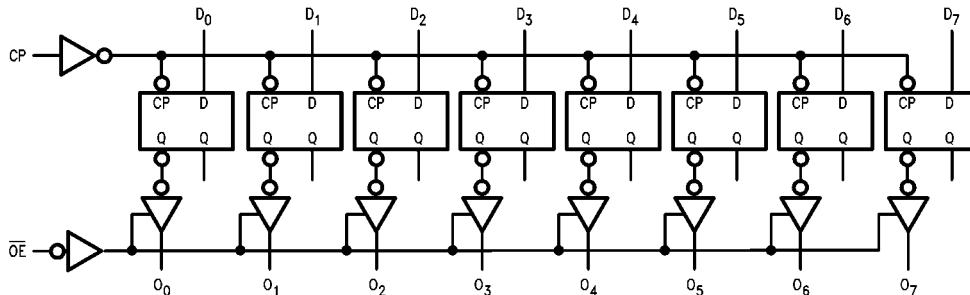 D0 D1 D2 D3 D4 D5 D6 D7
CP
CP D CP D CP D CP D CP D CP D CP D CP D
Q Q Q Q Q Q Q Q Q Q Q Q Q Q Q Q
O̅E̅
O0 O1 O2 O3 O4 O5 O6 O7